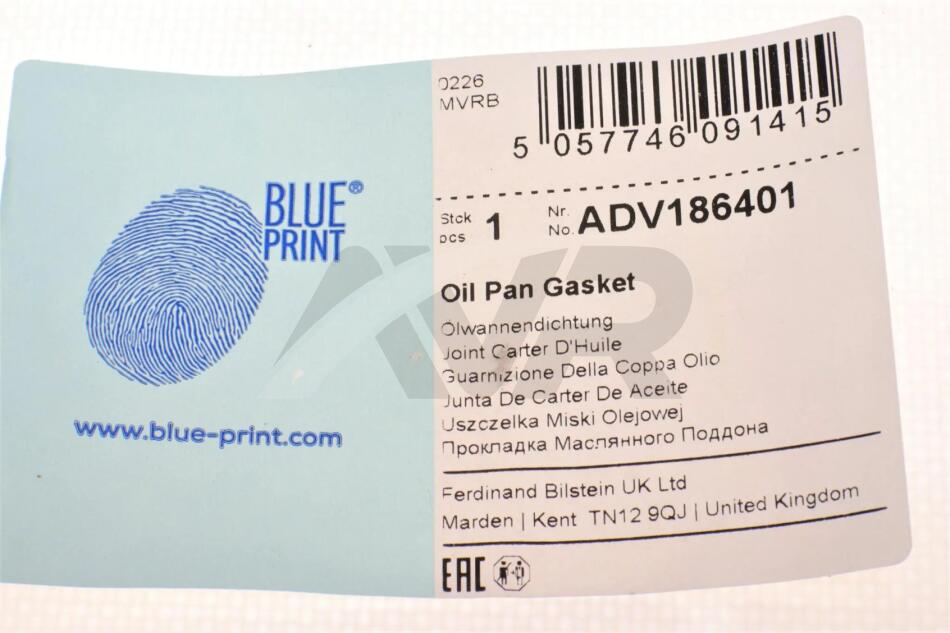 0226
MVRB
5 057746 091415
Stck
pcs
1
Nr.
No.
ADV186401
BLUE®
PRINT
www.blue-print.com
Oil Pan Gasket
Ölwannendichtung
Joint Carter D'Huile
Guarnizione Della Coppa Olio
Junta De Carter De Aceite
Uszczelka Miski Olejowej
Прокладка Маслянного Поддона
Ferdinand Bilstein UK Ltd
Marden | Kent TN12 9QJ | United Kingdom
EAC
AVR